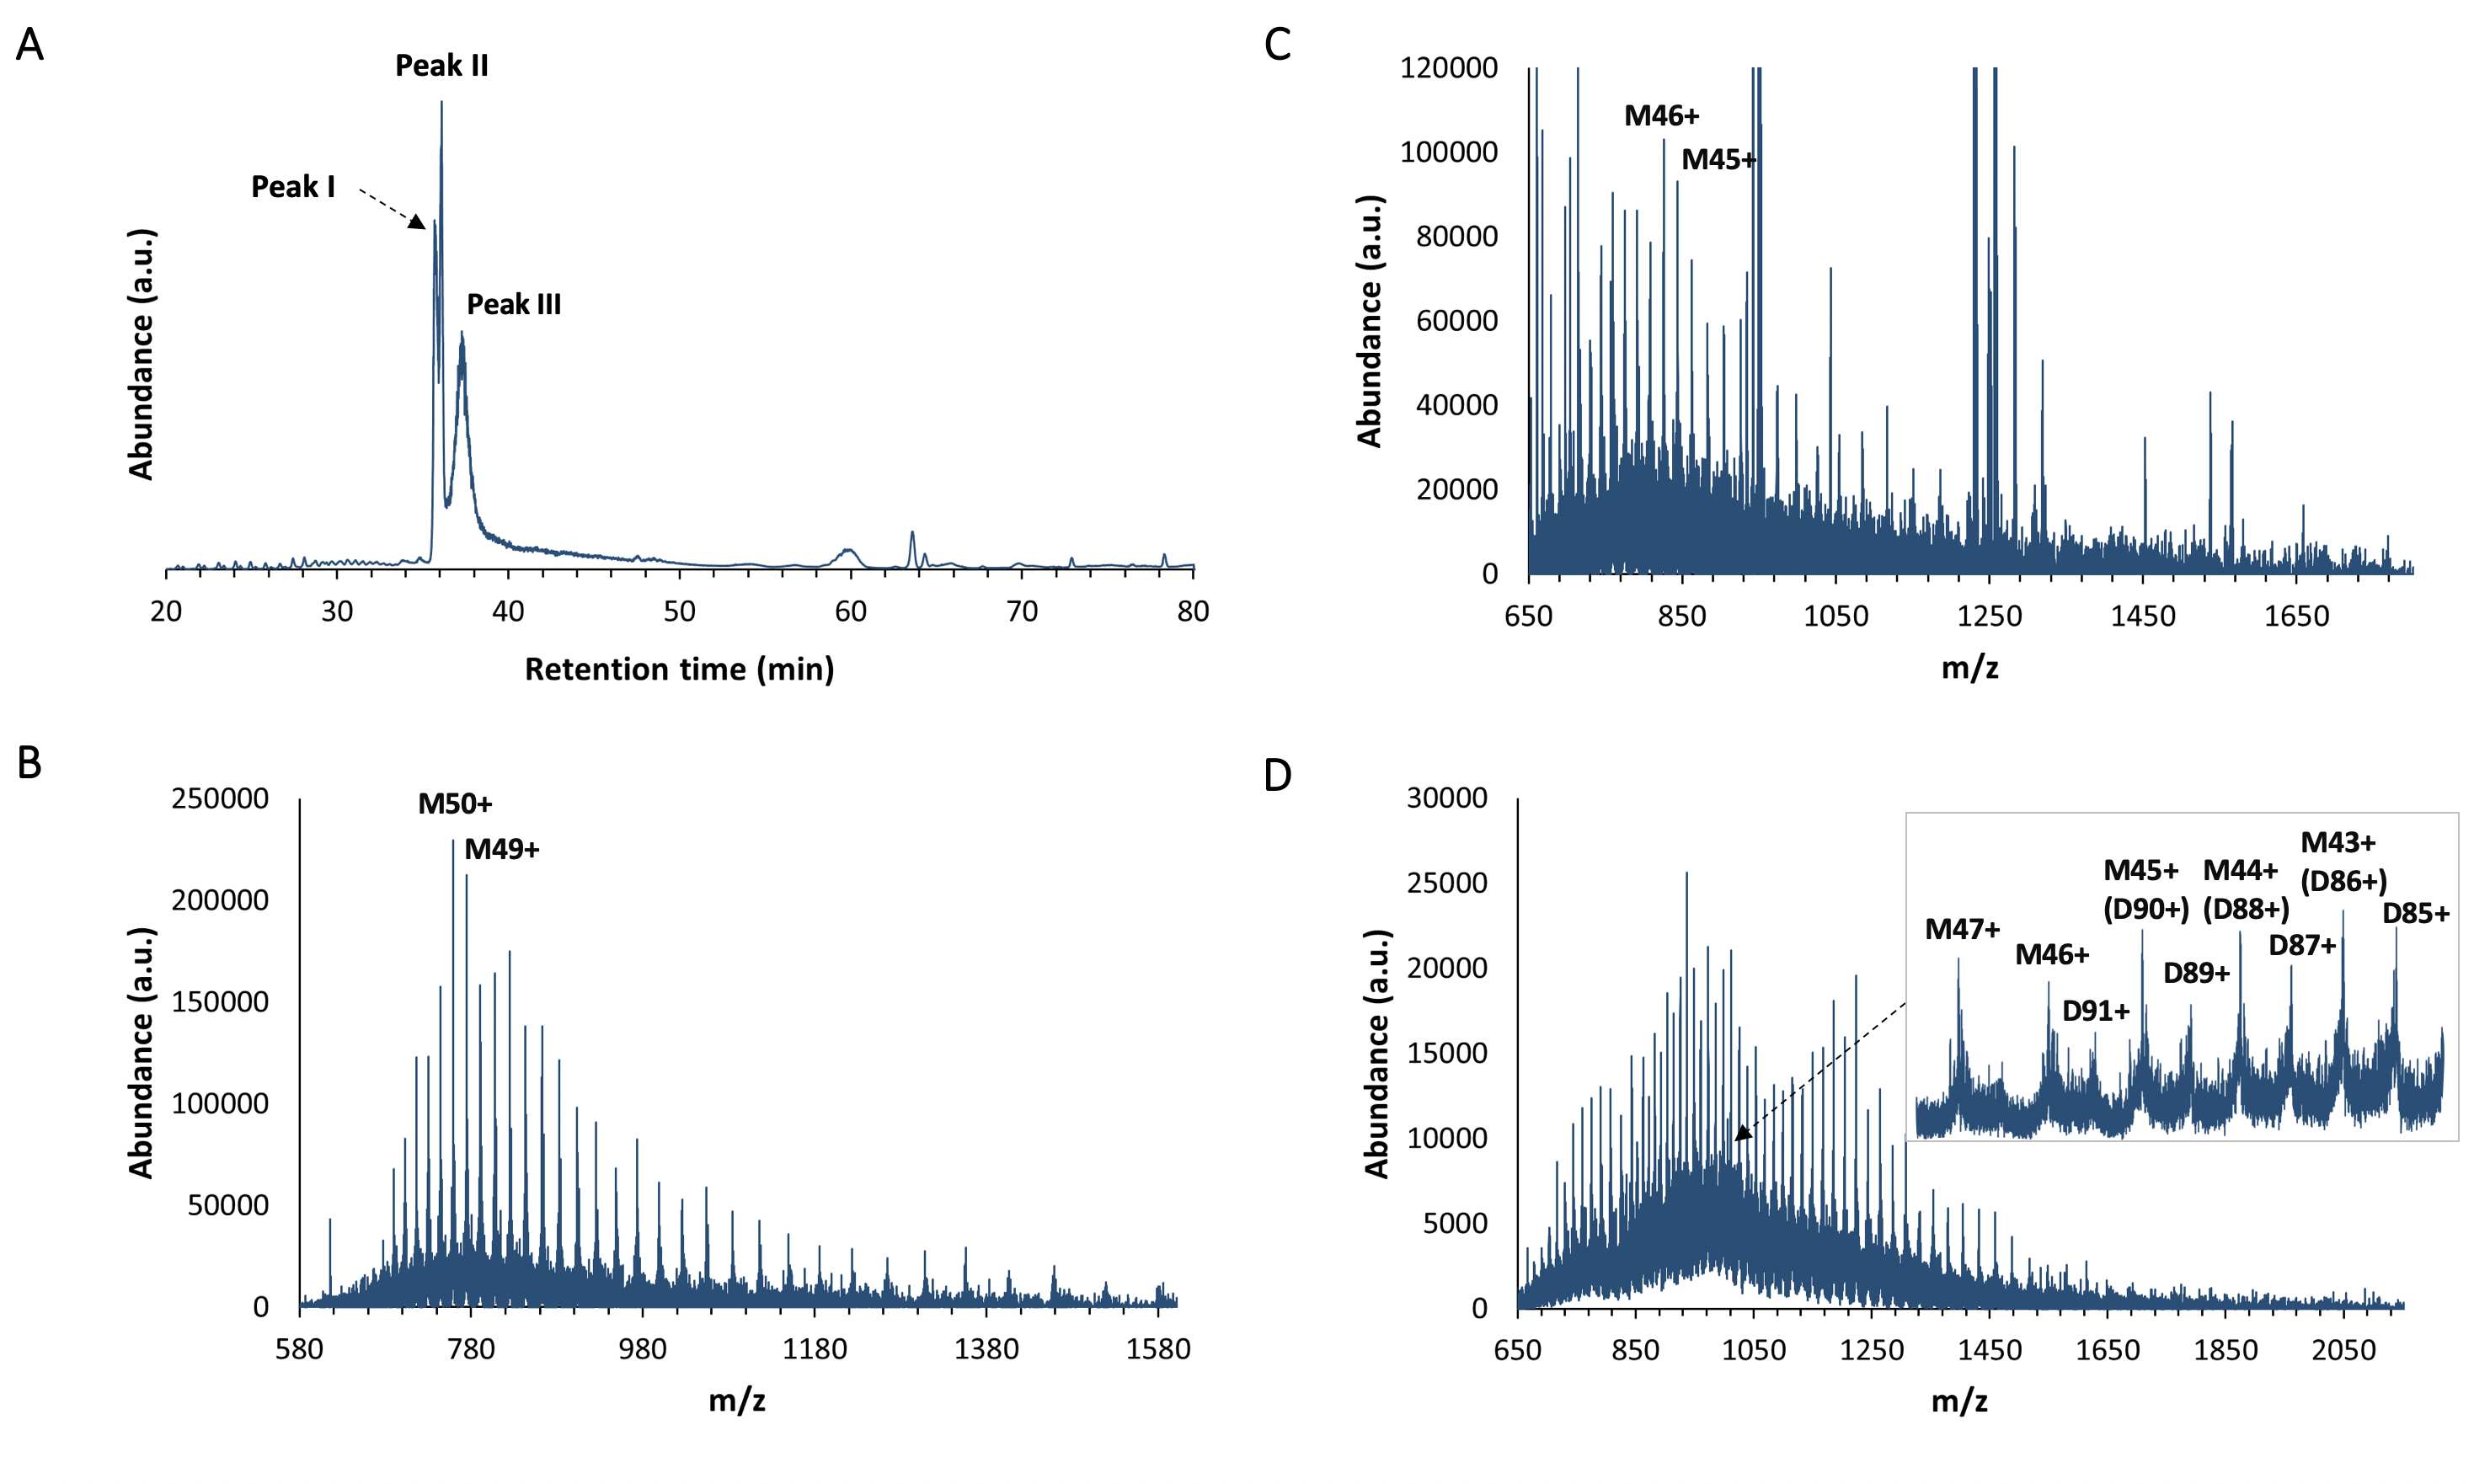 A
Peak II
Peak I
Peak III
Abundance (a.u.)
20 30 40 50 60 70 80
Retention time (min)
B
250000
200000
150000
100000
50000
0
M50+
M49+
Abundance (a.u.)
580 780 980 1180 1380 1580
m/z
C
120000
100000
80000
60000
40000
20000
0
M46+
M45+
Abundance (a.u.)
650 850 1050 1250 1450 1650
m/z
D
30000
25000
20000
15000
10000
5000
0
Abundance (a.u.)
M47+
M46+
D91+
M45+
(D90+)
D89+
M44+
(D88+)
D87+
M43+
(D86+)
D85+
650 850 1050 1250 1450 1650 1850 2050
m/z